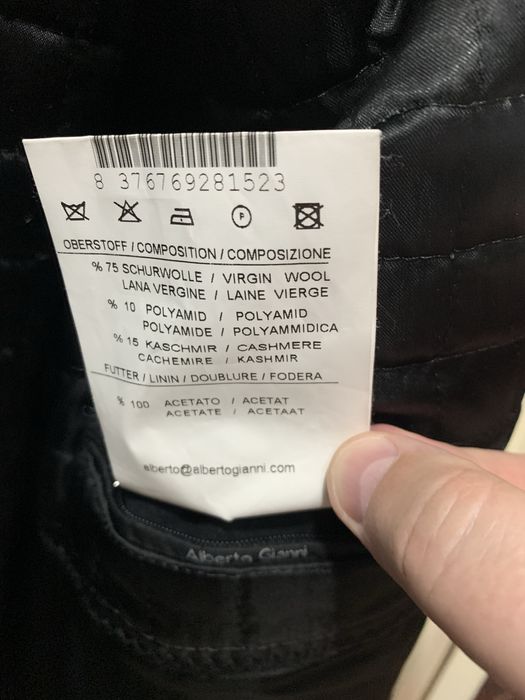 8 376769281523
P
OBERSTOFF / COMPOSITION / COMPOSIZIONE
% 75 SCHURWOLLE / VIRGIN WOOL
LANA VERGINE / LAINE VIERGE
% 10 POLYAMID / POLYAMID
POLYAMIDE / POLYAMMIDICA
% 15 KASCHMIR / CASHMERE
CACHEMIRE / KASHMIR
FUTTER / LININ / DOUBLURE / FODERA
% 100 ACETATO / ACETAT
ACETATE / ACETAAT
alberto@albertogianni.com
Alberto Gianni